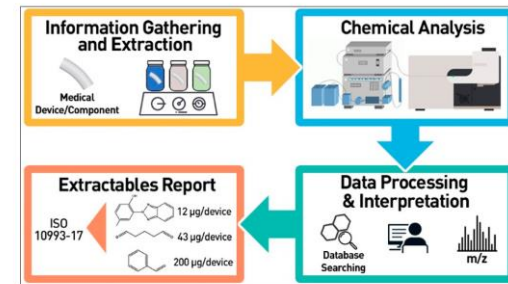 Information Gathering
and Extraction
Medical
Device/Component
Chemical Analysis
Data Processing
& Interpretation
Database
Searching
m/z
Extractables Report
ISO
10993-17
12 µg/device
43 µg/device
200 µg/device